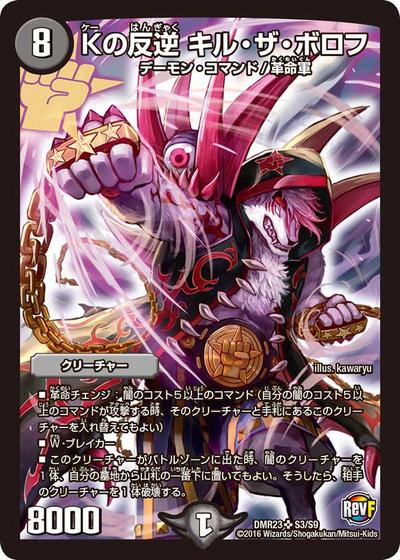 8
ケー はんぎゃく
Kの反逆 キル・ザ・ボロフ
かくめいぐん
デーモン・コマンド/革命軍
illus. kawaryu
クリーチャー
■革命チェンジ:闇のコスト5以上のコマンド(自分の闇のコスト5以
上のコマンドが攻撃する時、そのクリーチャーと手札にあるこのクリー
チャーを入れ替えてもよい)
■W・ブレイカー
■このクリーチャーがバトルゾーンに出た時、闇のクリーチャーを
1体、自分の墓地から山札の一番下に置いてもよい。そうしたら、相手
のクリーチャーを1体破壊する。
8000
1
DMR23 S3/S9
©2016 Wizards/Shogakukan/Mitsui-Kids
RevF